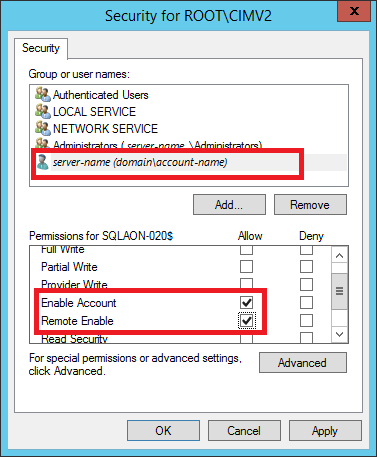 Security for ROOT\CIMV2
x
Security
Group or user names:
Authenticated Users
LOCAL SERVICE
NETWORK SERVICE
Administrators ( server-name \Administrators)
server-name (domain\account-name)
Add...
Remove
Permissions for SQLAON-020$
Allow
Deny
Full Write
Partial Write
Provider Write
Enable Account
Remote Enable
Read Security
For special permissions or advanced settings,
click Advanced.
Advanced
OK
Cancel
Apply